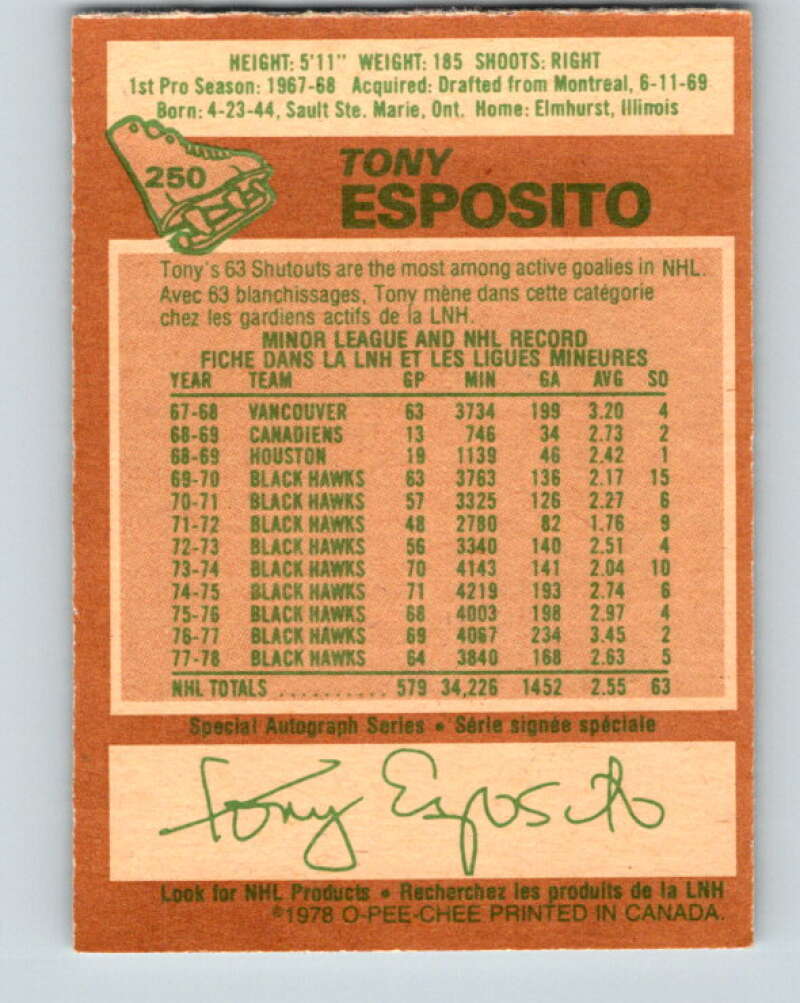 HEIGHT: 5'11" WEIGHT: 185 SHOOTS: RIGHT
1st Pro Season: 1967-68 Acquired: Drafted from Montreal, 6-11-69
Born: 4-23-44, Sault Ste. Marie, Ont. Home: Elmhurst, Illinois
250
TONY
ESPOSITO
Tony's 63 Shutouts are the most among active goalies in NHL.
Avec 63 blanchissages, Tony mène dans cette catégorie
chez les gardiens actifs de la LNH.
MINOR LEAGUE AND NHL RECORD
FICHE DANS LA LNH ET LES LIGUES MINEURES
YEAR TEAM GP MIN GA AVG SO
67-68 VANCOUVER 63 3734 199 3.20 4
68-69 CANADIENS 13 746 34 2.73 2
68-69 HOUSTON 19 1139 46 2.42 1
69-70 BLACK HAWKS 63 3763 136 2.17 15
70-71 BLACK HAWKS 57 3325 126 2.27 6
71-72 BLACK HAWKS 48 2780 82 1.76 9
72-73 BLACK HAWKS 56 3340 140 2.51 4
73-74 BLACK HAWKS 70 4143 141 2.04 10
74-75 BLACK HAWKS 71 4219 193 2.74 6
75-76 BLACK HAWKS 68 4003 198 2.97 4
76-77 BLACK HAWKS 69 4067 234 3.45 2
77-78 BLACK HAWKS 64 3840 168 2.63 5
NHL TOTALS .......... 579 34,226 1452 2.55 63
Special Autograph Series • Série signée spéciale
Tony Esposito
Look for NHL Products • Recherchez les produits de la LNH
©1978 O-PEE-CHEE PRINTED IN CANADA.